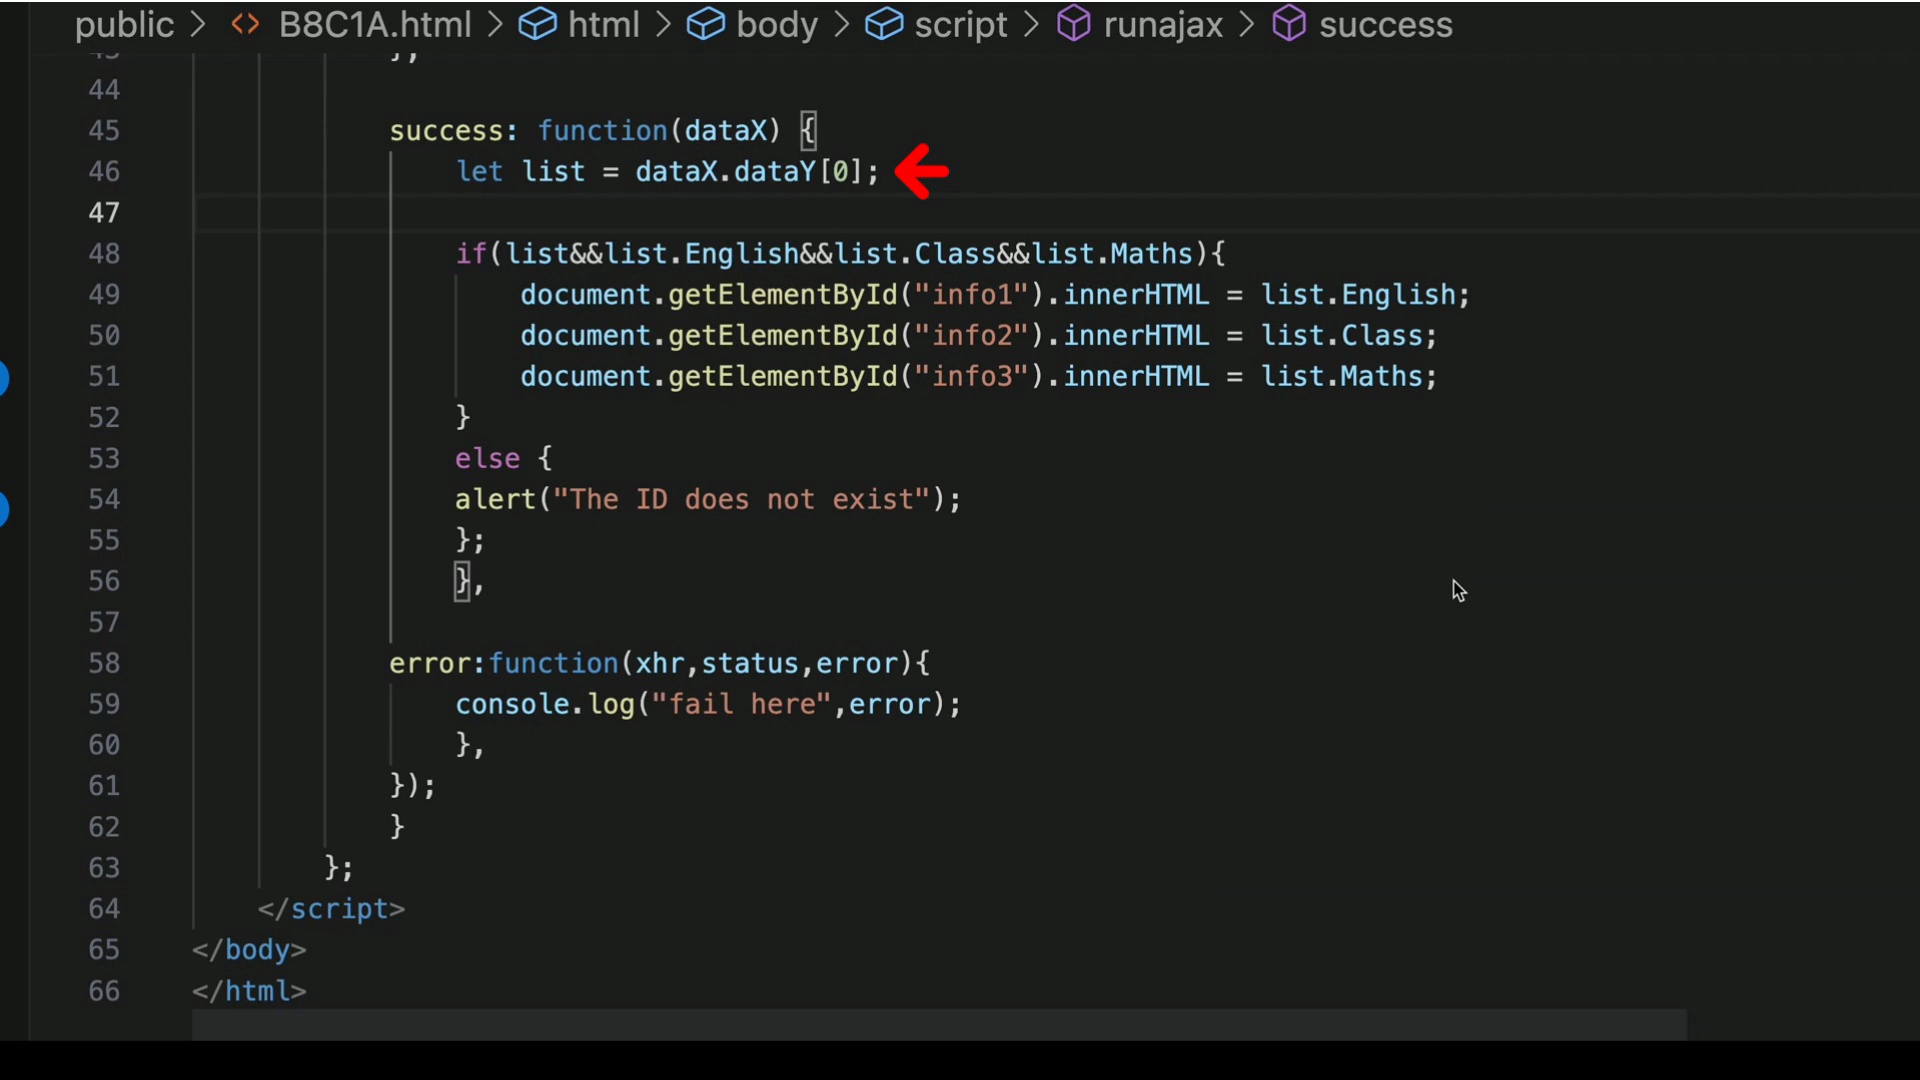 public > <> B8C1A.html > html > body > script > runajax > success
44
45 success: function(dataX) {
46 let list = dataX.dataY[0];
47
48 if(list&&list.English&&list.Class&&list.Maths){
49 document.getElementById("info1").innerHTML = list.English;
50 document.getElementById("info2").innerHTML = list.Class;
51 document.getElementById("info3").innerHTML = list.Maths;
52 }
53 else {
54 alert("The ID does not exist");
55 };
56 },
57
58 error:function(xhr,status,error){
59 console.log("fail here",error);
60 },
61 });
62 }
63 };
64 </script>
65 </body>
66 </html>